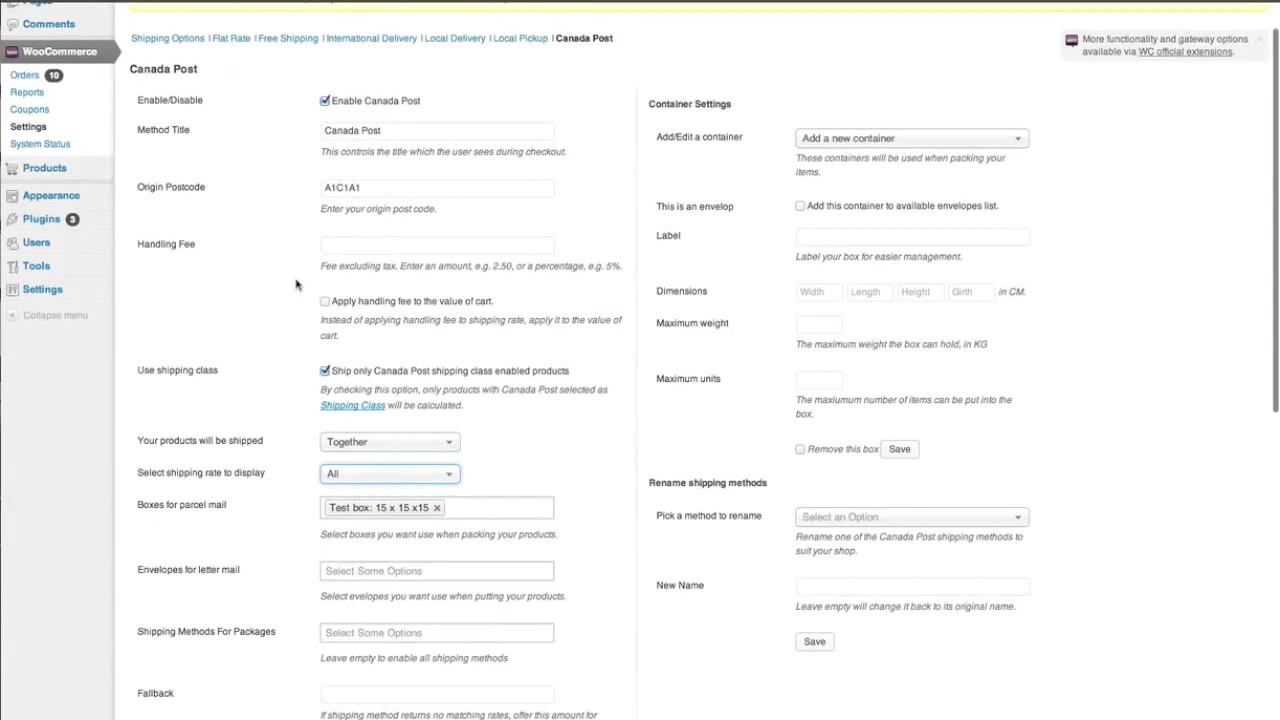 Comments
WooCommerce
Orders 10
Reports
Coupons
Settings
System Status
Products
Appearance
Plugins 3
Users
Tools
Settings
Collapse menu
Shipping Options | Flat Rate | Free Shipping | International Delivery | Local Delivery | Local Pickup | Canada Post
More functionality and gateway options
available via WC official extensions.
Canada Post
Enable/Disable
Enable Canada Post
Method Title
Canada Post
This controls the title which the user sees during checkout.
Origin Postcode
A1C1A1
Enter your origin post code.
Handling Fee
Fee excluding tax. Enter an amount, e.g. 2.50, or a percentage, e.g. 5%.
Apply handling fee to the value of cart.
Instead of applying handling fee to shipping rate, apply it to the value of
cart.
Use shipping class
Ship only Canada Post shipping class enabled products
By checking this option, only products with Canada Post selected as
Shipping Class will be calculated.
Your products will be shipped
Together
Select shipping rate to display
All
Boxes for parcel mail
Test box: 15 x 15 x15 ×
Select boxes you want use when packing your products.
Envelopes for letter mail
Select Some Options
Select evelopes you want use when putting your products.
Shipping Methods For Packages
Select Some Options
Leave empty to enable all shipping methods
Fallback
If shipping method returns no matching rates, offer this amount for
Container Settings
Add/Edit a container
Add a new container
These containers will be used when packing your
items.
This is an envelop
Add this container to available envelopes list.
Label
Label your box for easier management.
Dimensions
Width Length Height Girth in CM.
Maximum weight
The maximum weight the box can hold, in KG
Maximum units
The maxiumum number of items can be put into the
box.
Remove this box Save
Rename shipping methods
Pick a method to rename
Select an Option
Rename one of the Canada Post shipping methods to
suit your shop.
New Name
Leave empty will change it back to its original name.
Save